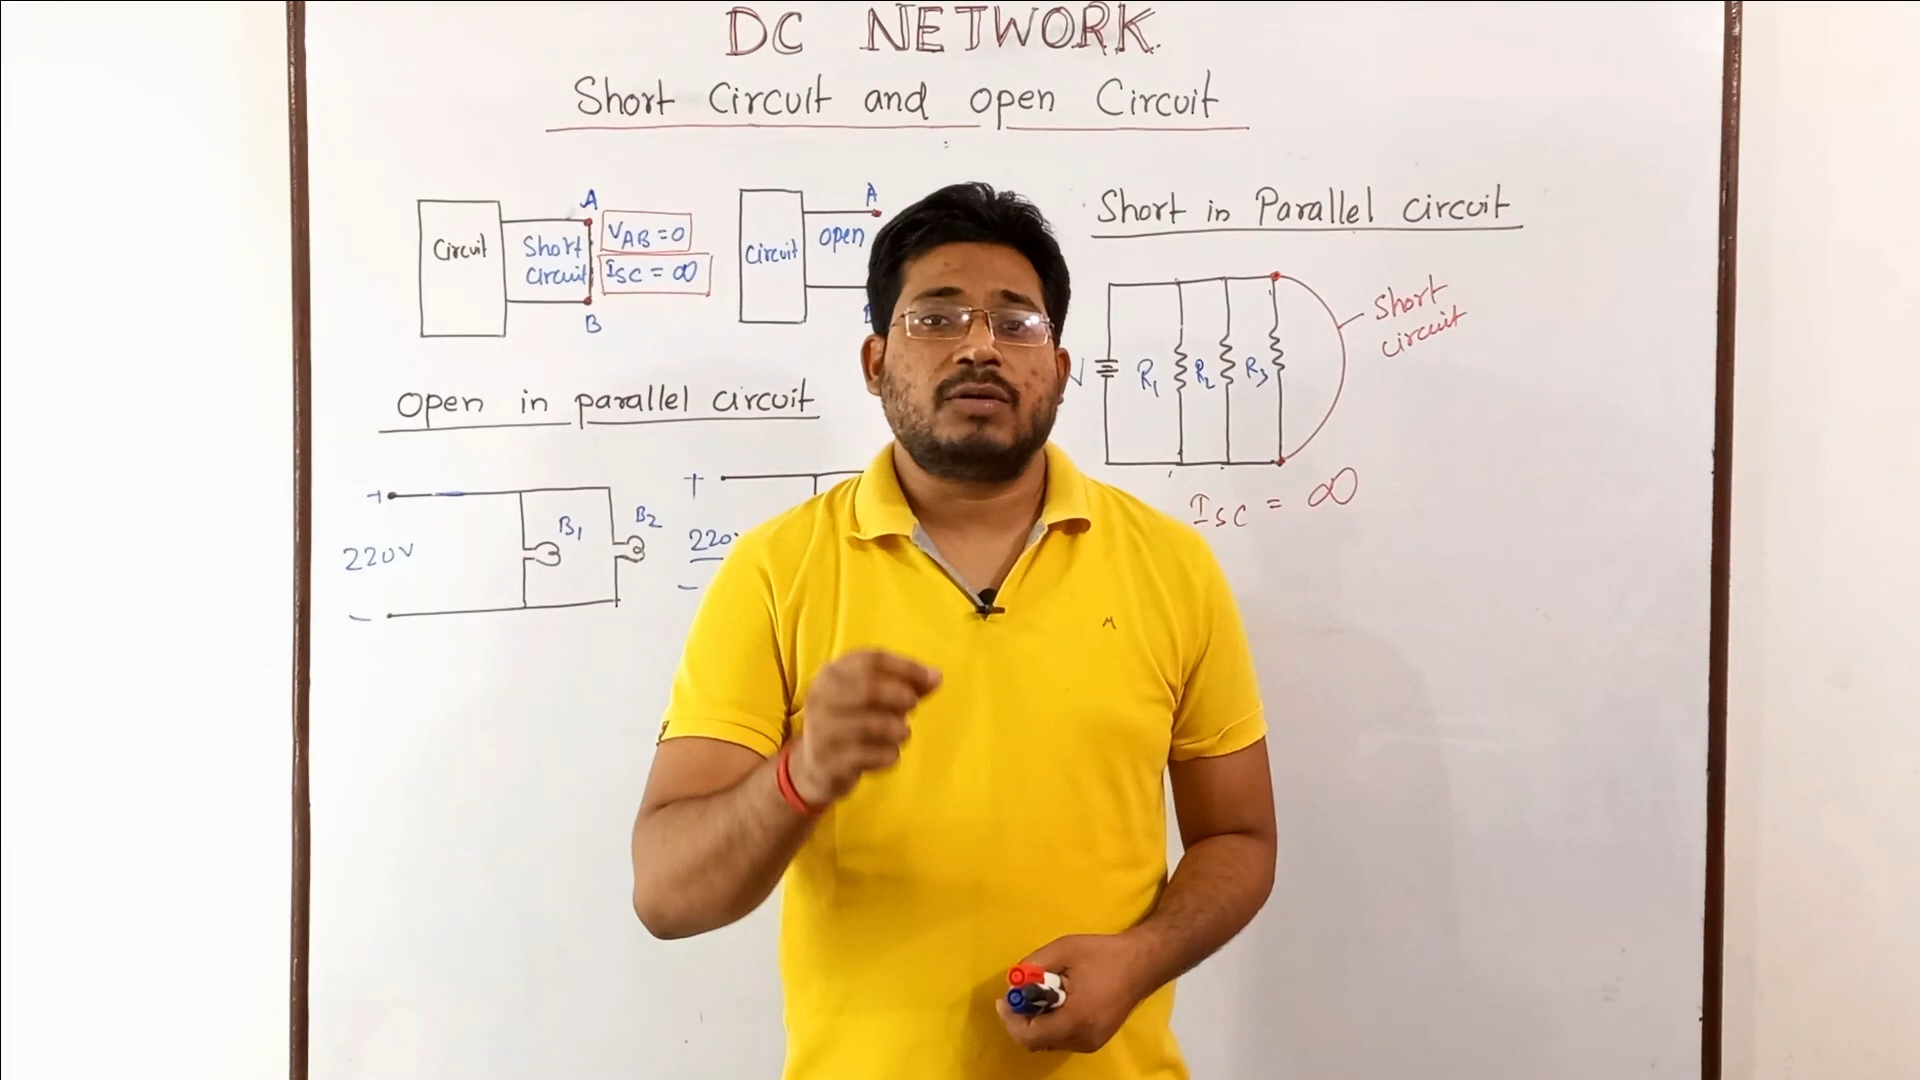 DC NETWORK
Short Circuit and open Circuit
Circuit
Short
circuit
A
B
VAB = 0
ISC = ∞
Circuit
open
A
Short in Parallel circuit
R1
R2
R3
Short
circuit
ISC = ∞
Open in parallel circuit
+
220V
-
B1
B2
+
220
-
M